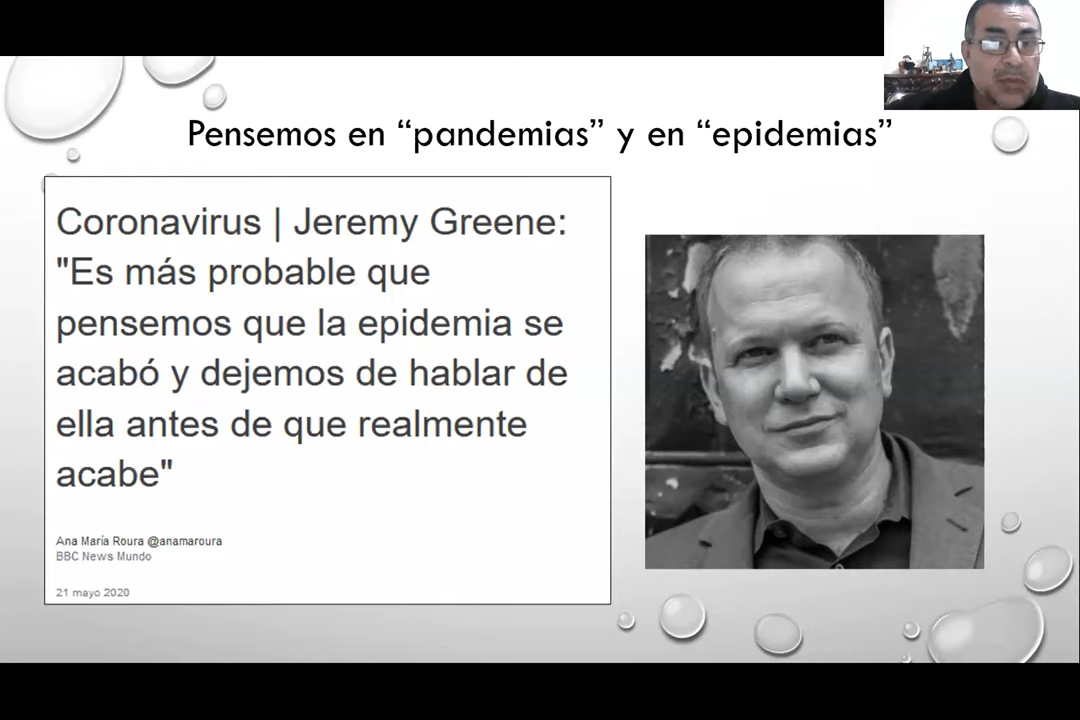 Pensemos en “pandemias” y en “epidemias”
Coronavirus | Jeremy Greene:
"Es más probable que
pensemos que la epidemia se
acabó y dejemos de hablar de
ella antes de que realmente
acabe"
Ana María Roura @anamaroura
BBC News Mundo
21 mayo 2020